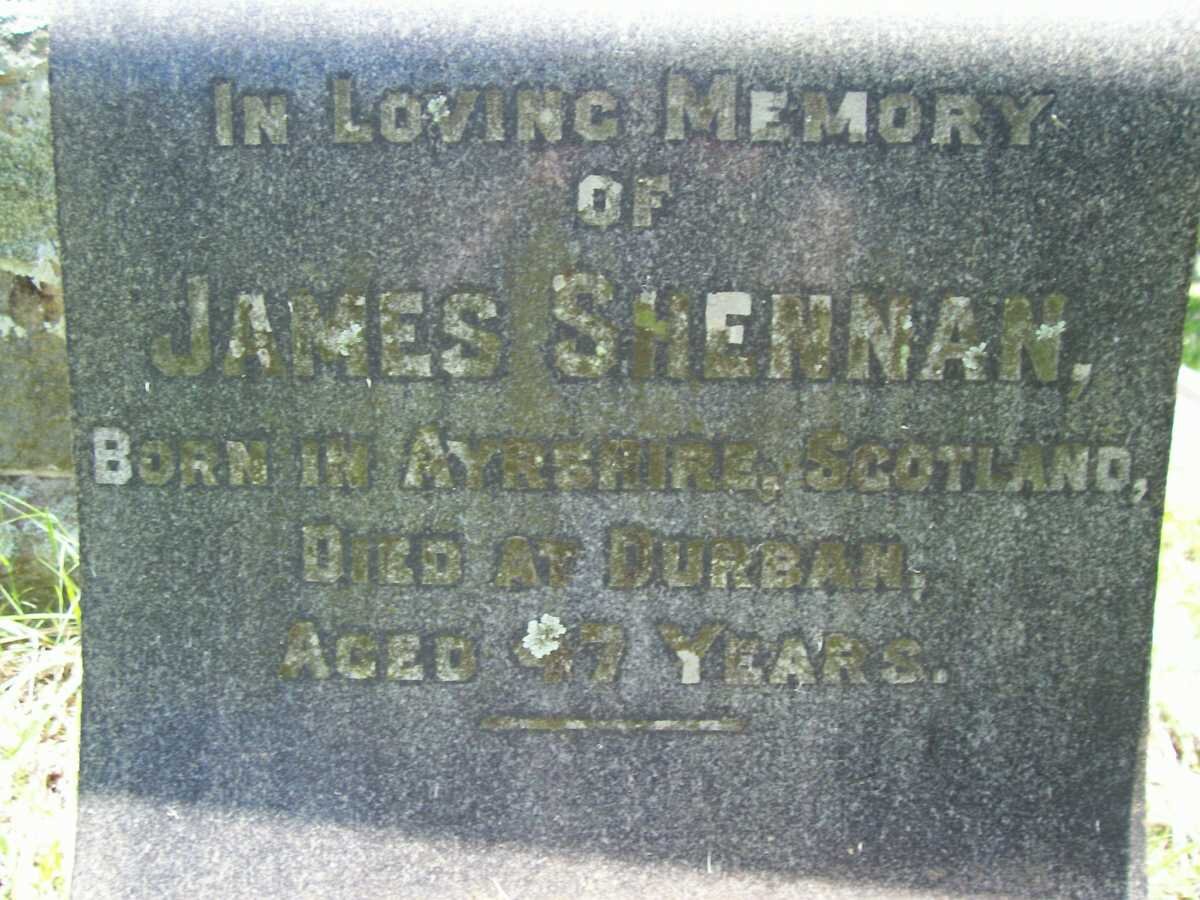 In Loving Memory
of
James Shennan,
Born in Ayrshire, Scotland,
Died at Durban,
Aged 47 Years.